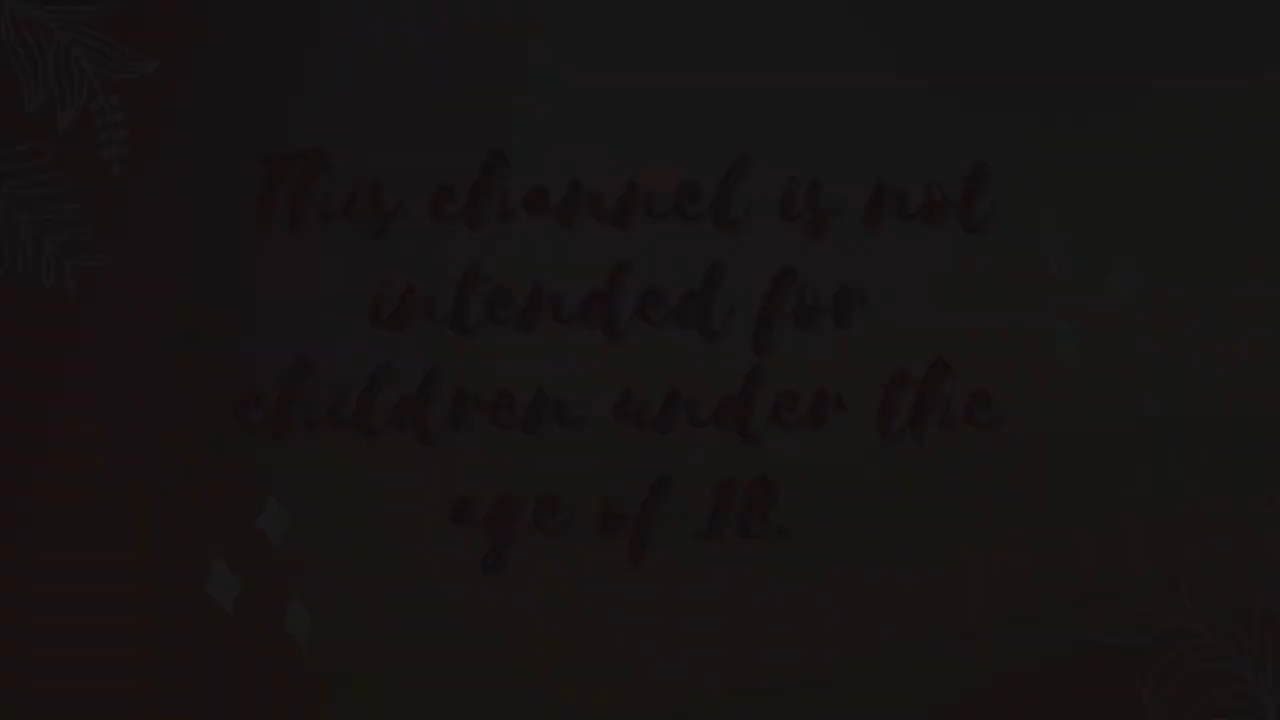 This channel is not
intended for
children under the
age of 18.